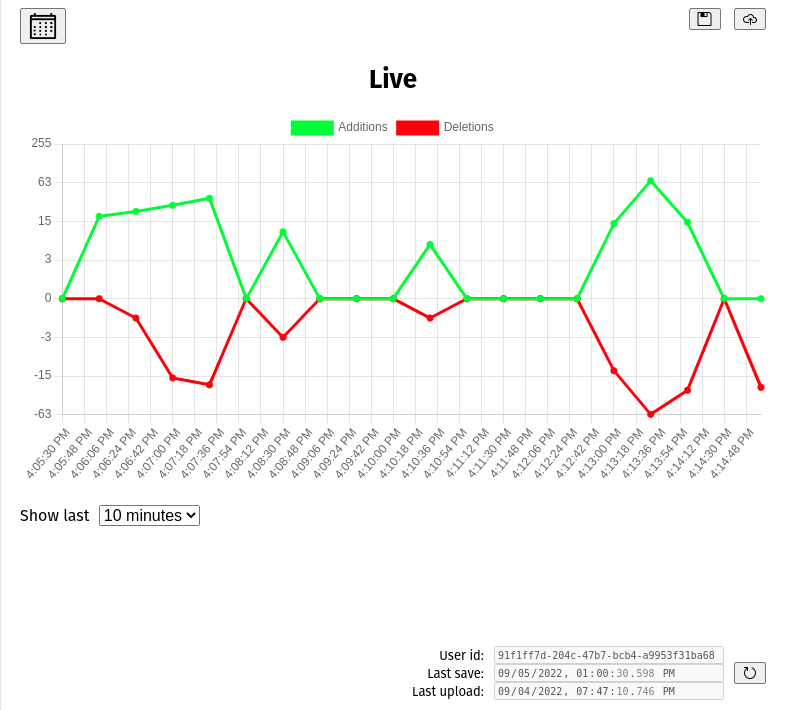 Live
Additions Deletions
255
63
15
3
0
-3
-15
-63
4:05:30 PM 4:05:48 PM 4:06:06 PM 4:06:24 PM 4:06:42 PM 4:07:00 PM 4:07:18 PM 4:07:36 PM 4:07:54 PM 4:08:12 PM 4:08:30 PM 4:08:48 PM 4:09:06 PM 4:09:24 PM 4:09:42 PM 4:10:00 PM 4:10:18 PM 4:10:36 PM 4:10:54 PM 4:11:12 PM 4:11:30 PM 4:11:48 PM 4:12:06 PM 4:12:24 PM 4:12:42 PM 4:13:00 PM 4:13:18 PM 4:13:36 PM 4:13:54 PM 4:14:12 PM 4:14:30 PM 4:14:48 PM
Show last 10 minutes
User id: 91f1ff7d-204c-47b7-bcb4-a9953f31ba68
Last save: 09/05/2022, 01:00:30.598 PM
Last upload: 09/04/2022, 07:47:10.746 PM